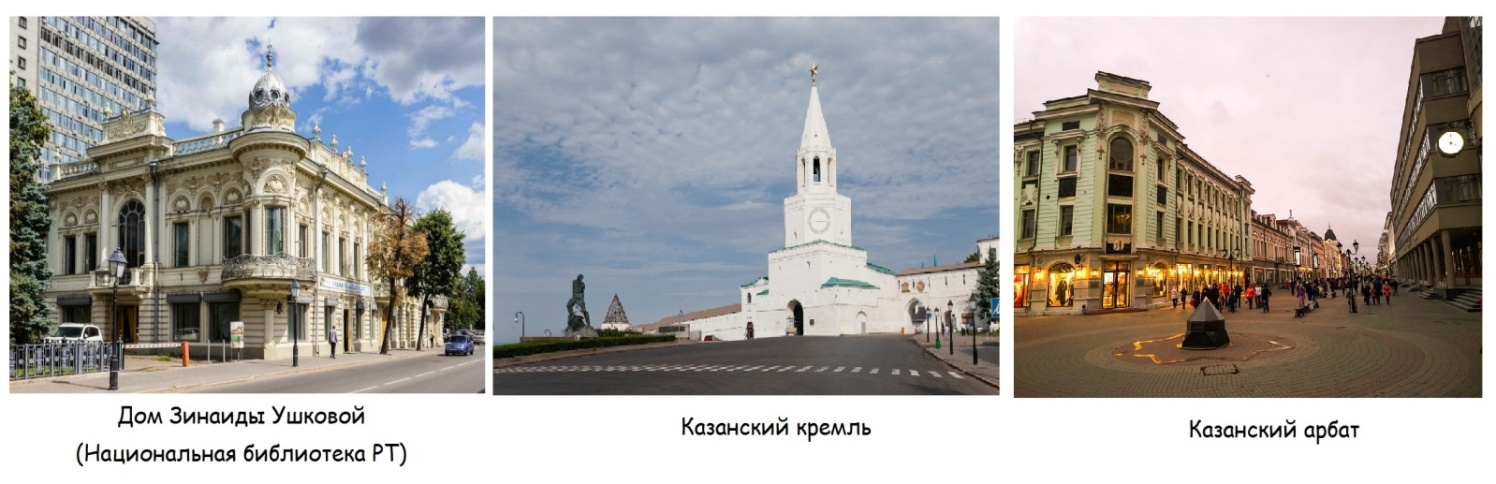 Дом Зинаиды Ушковой
(Национальная библиотека РТ)
Казанский кремль
Казанский арбат